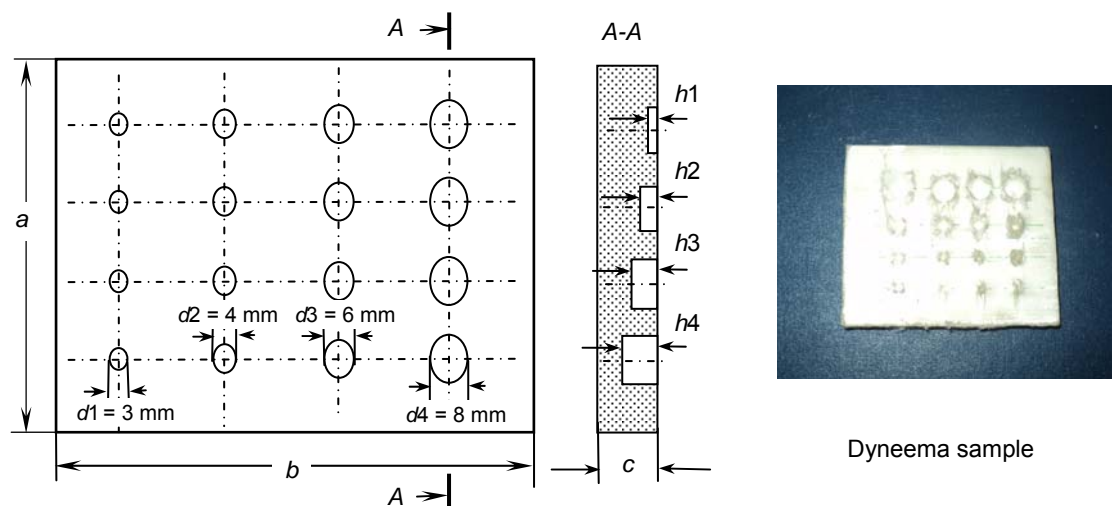 A
A-A
h1
h2
a
h3
d2 = 4 mm
d3 = 6 mm
h4
d1 = 3 mm
d4 = 8 mm
Dyneema sample
b
c
A